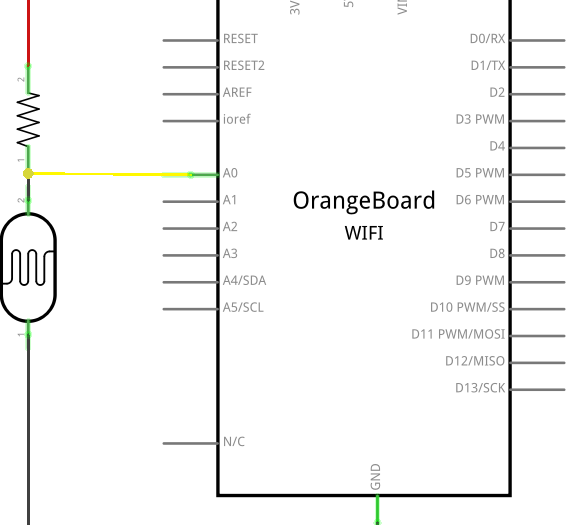 3V
5
VI
RESET
RESET2
AREF
ioref
A0
A1
A2
A3
A4/SDA
A5/SCL
N/C
D0/RX
D1/TX
D2
D3 PWM
D4
D5 PWM
D6 PWM
D7
D8
D9 PWM
D10 PWM/SS
D11 PWM/MOSI
D12/MISO
D13/SCK
OrangeBoard
WIFI
GND
2
1
2
1